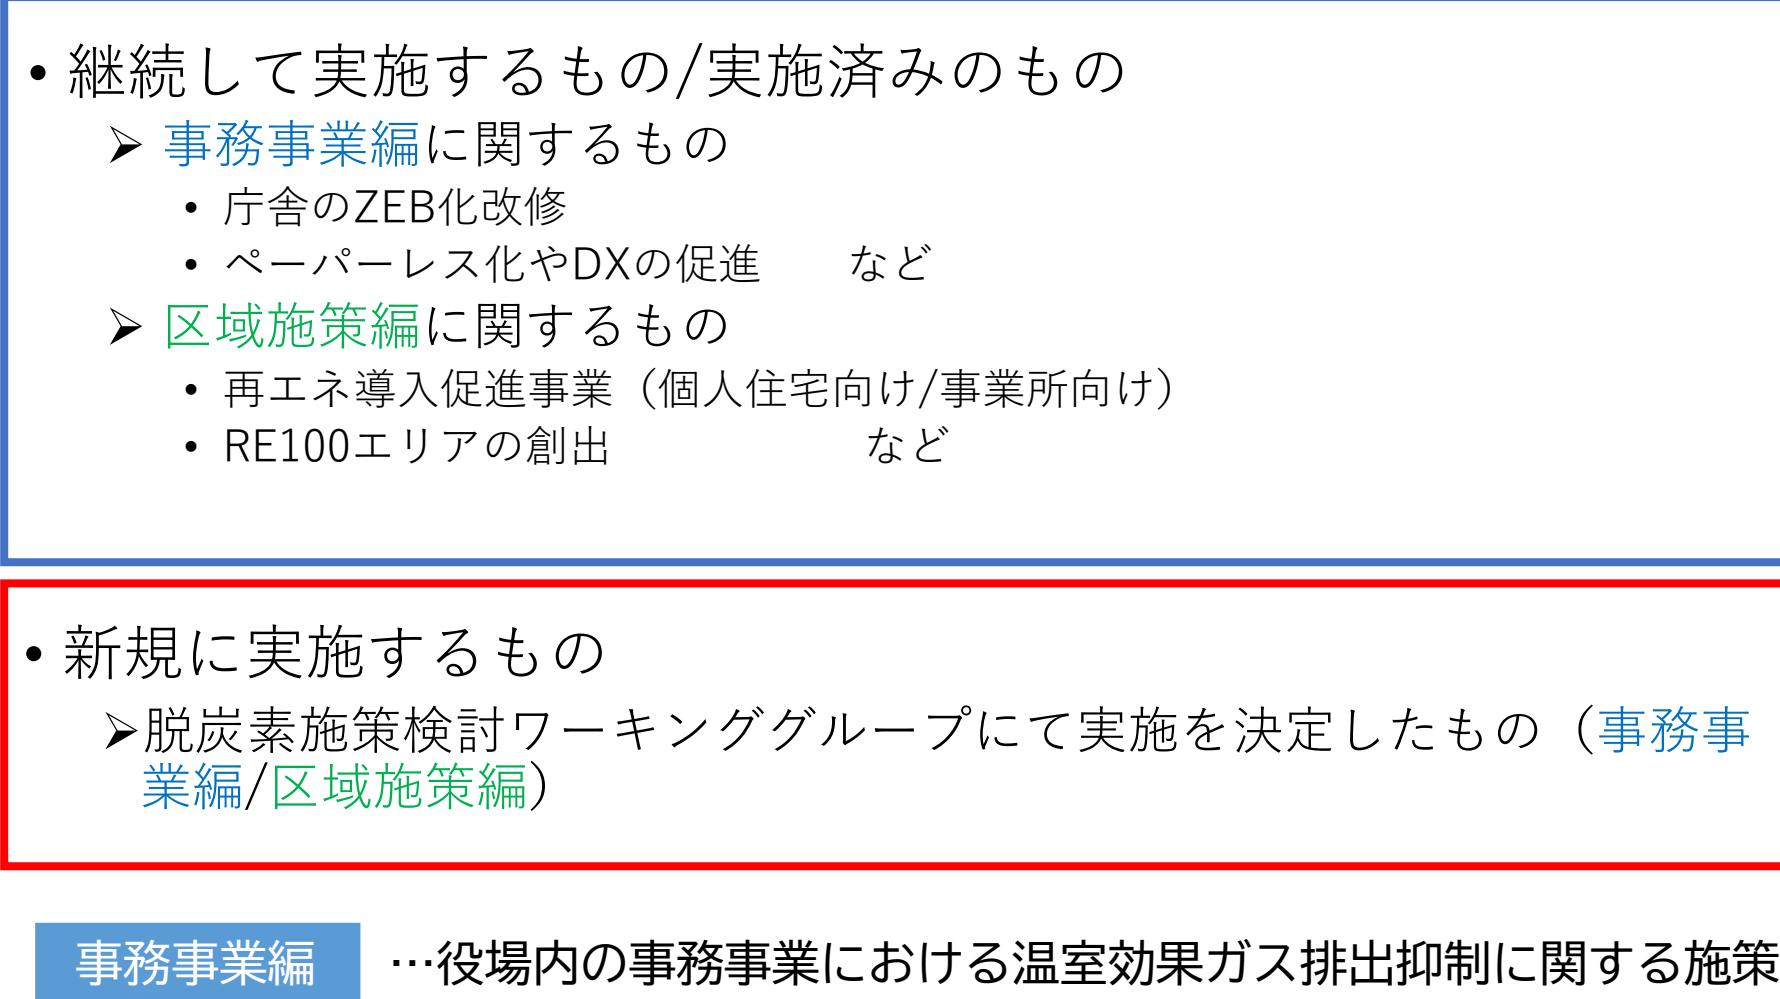 • 継続して実施するもの/実施済みのもの
➢ 事務事業編に関するもの
• 庁舎のZEB化改修
• ペーパーレス化やDXの促進　　など
➢ 区域施策編に関するもの
• 再エネ導入促進事業（個人住宅向け/事業所向け）
• RE100エリアの創出　　　　　　など
• 新規に実施するもの
➢脱炭素施策検討ワーキンググループにて実施を決定したもの（事務事
業編/区域施策編）
事務事業編　…役場内の事務事業における温室効果ガス排出抑制に関する施策